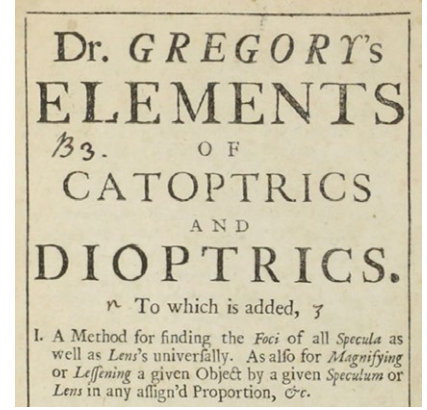 Dr. GREGORY's
ELEMENTS
B 3.
OF
CATOPTRICS
AND
DIOPTRICS.
To which is added,
I. A Method for finding the Foci of all Specula as
well as Lens's universally. As also for Magnifying
or Lessening a given Object by a given Speculum or
Lens in any assign'd Proportion, &c.